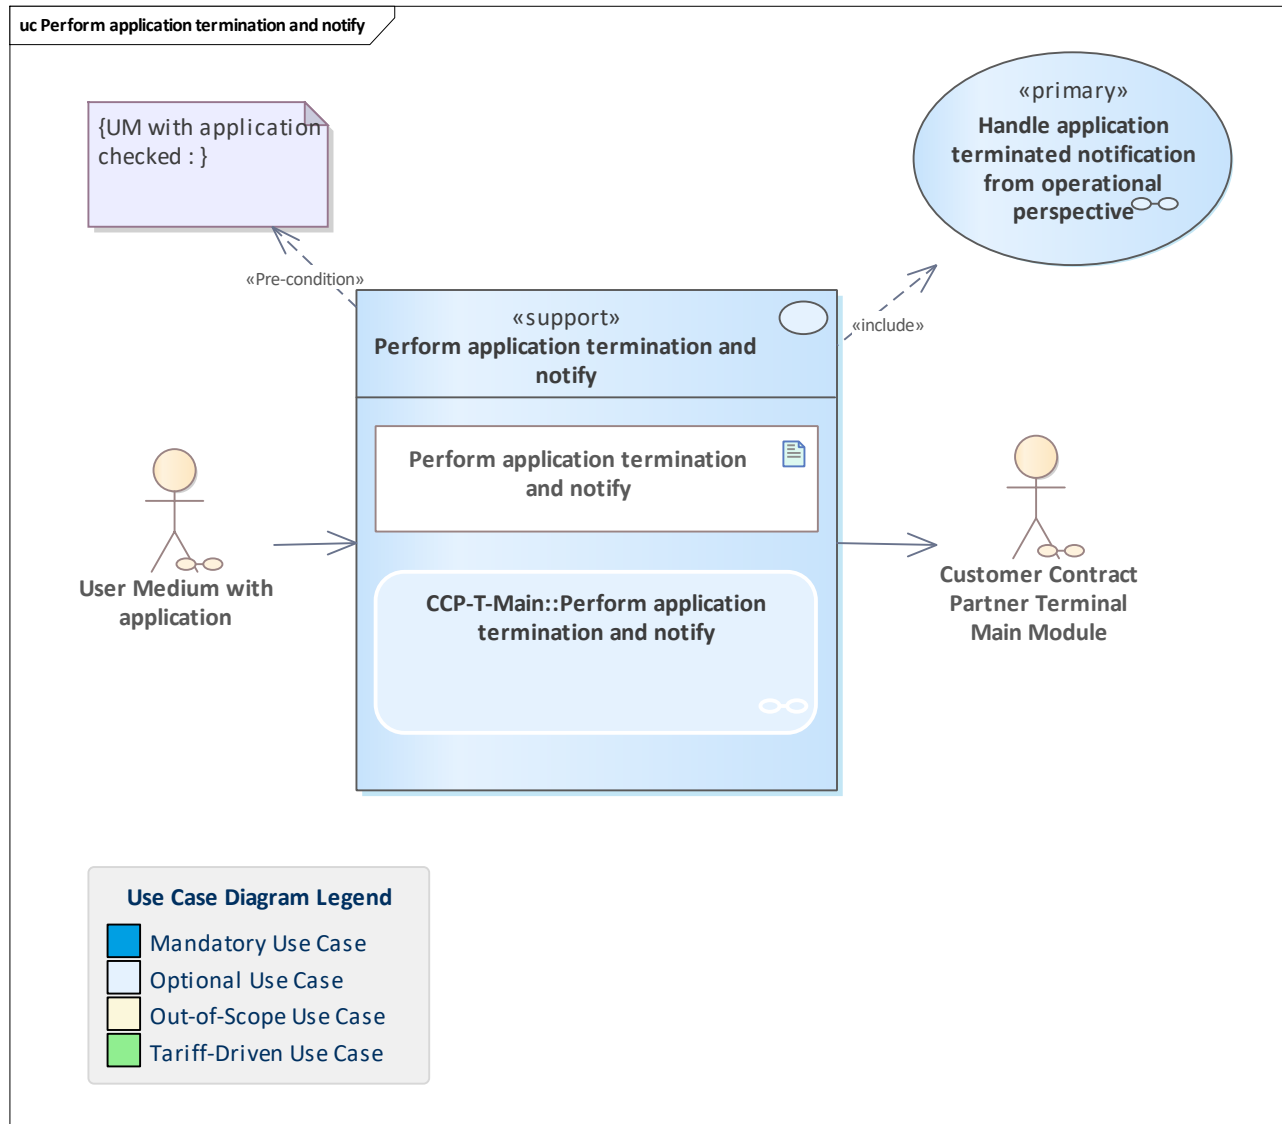 uc Perform application termination and notify
{UM with application
checked : }
«primary»
Handle application
terminated notification
from operational
perspective
«Pre-condition»
«include»
«support»
Perform application termination and
notify
Perform application termination
and notify
CCP-T-Main::Perform application
termination and notify
User Medium with
application
Customer Contract
Partner Terminal
Main Module
Use Case Diagram Legend
Mandatory Use Case
Optional Use Case
Out-of-Scope Use Case
Tariff-Driven Use Case